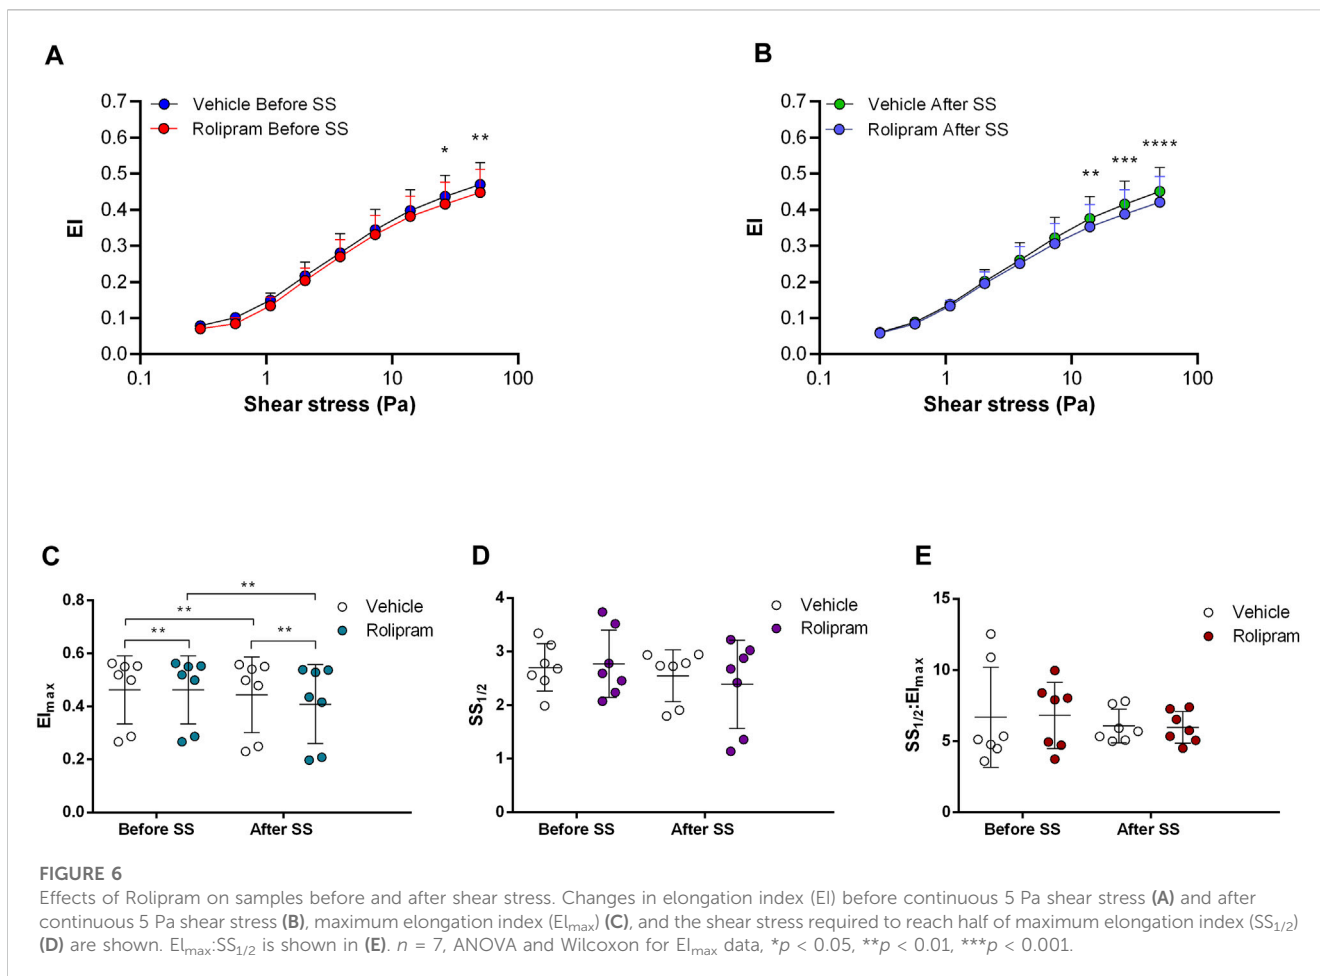 A
Vehicle Before SS
Rolipram Before SS
* **
0.7
0.6
0.5
0.4
0.3
0.2
0.1
0.0
EI
0.1 1 10 100
Shear stress (Pa)
B
Vehicle After SS
Rolipram After SS
** *** ****
0.7
0.6
0.5
0.4
0.3
0.2
0.1
0.0
EI
0.1 1 10 100
Shear stress (Pa)
C
Vehicle
Rolipram
**
**
** **
0.8
0.6
0.4
0.2
0.0
EImax
Before SS After SS
D
Vehicle
Rolipram
4
3
2
1
0
SS1/2
Before SS After SS
E
Vehicle
Rolipram
15
10
5
0
SS1/2:EImax
Before SS After SS
FIGURE 6
Effects of Rolipram on samples before and after shear stress. Changes in elongation index (EI) before continuous 5 Pa shear stress (A) and after
continuous 5 Pa shear stress (B), maximum elongation index (EImax) (C), and the shear stress required to reach half of maximum elongation index (SS1/2)
(D) are shown. EImax:SS1/2 is shown in (E). n = 7, ANOVA and Wilcoxon for EImax data, *p < 0.05, **p < 0.01, ***p < 0.001.